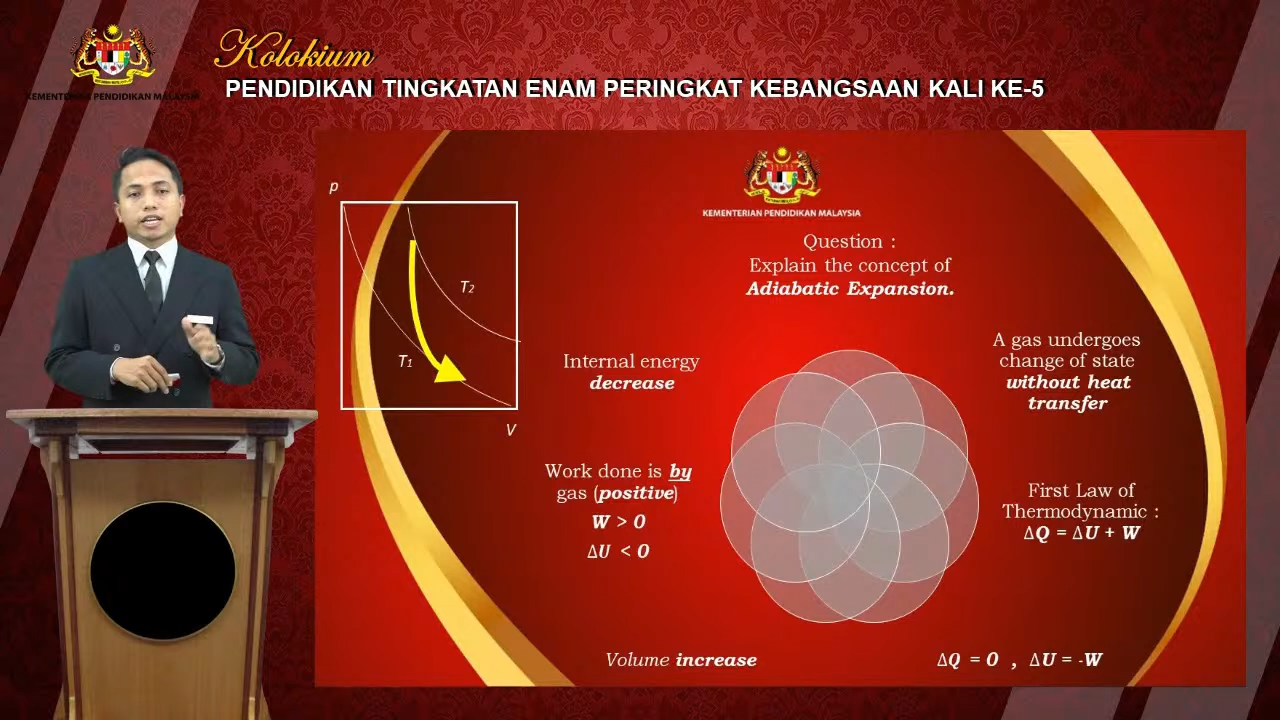 Kolokium
PENDIDIKAN TINGKATAN ENAM PERINGKAT KEBANGSAAN KALI KE-5
KEMENTERIAN PENDIDIKAN MALAYSIA
KEMENTERIAN PENDIDIKAN MALAYSIA
Question :
Explain the concept of
Adiabatic Expansion.
p
T2
T1
V
A gas undergoes
change of state
without heat
transfer
First Law of
Thermodynamic :
ΔQ = ΔU + W
ΔQ = 0 , ΔU = -W
Volume increase
Work done is by
gas (positive)
W > 0
ΔU < 0
Internal energy
decrease